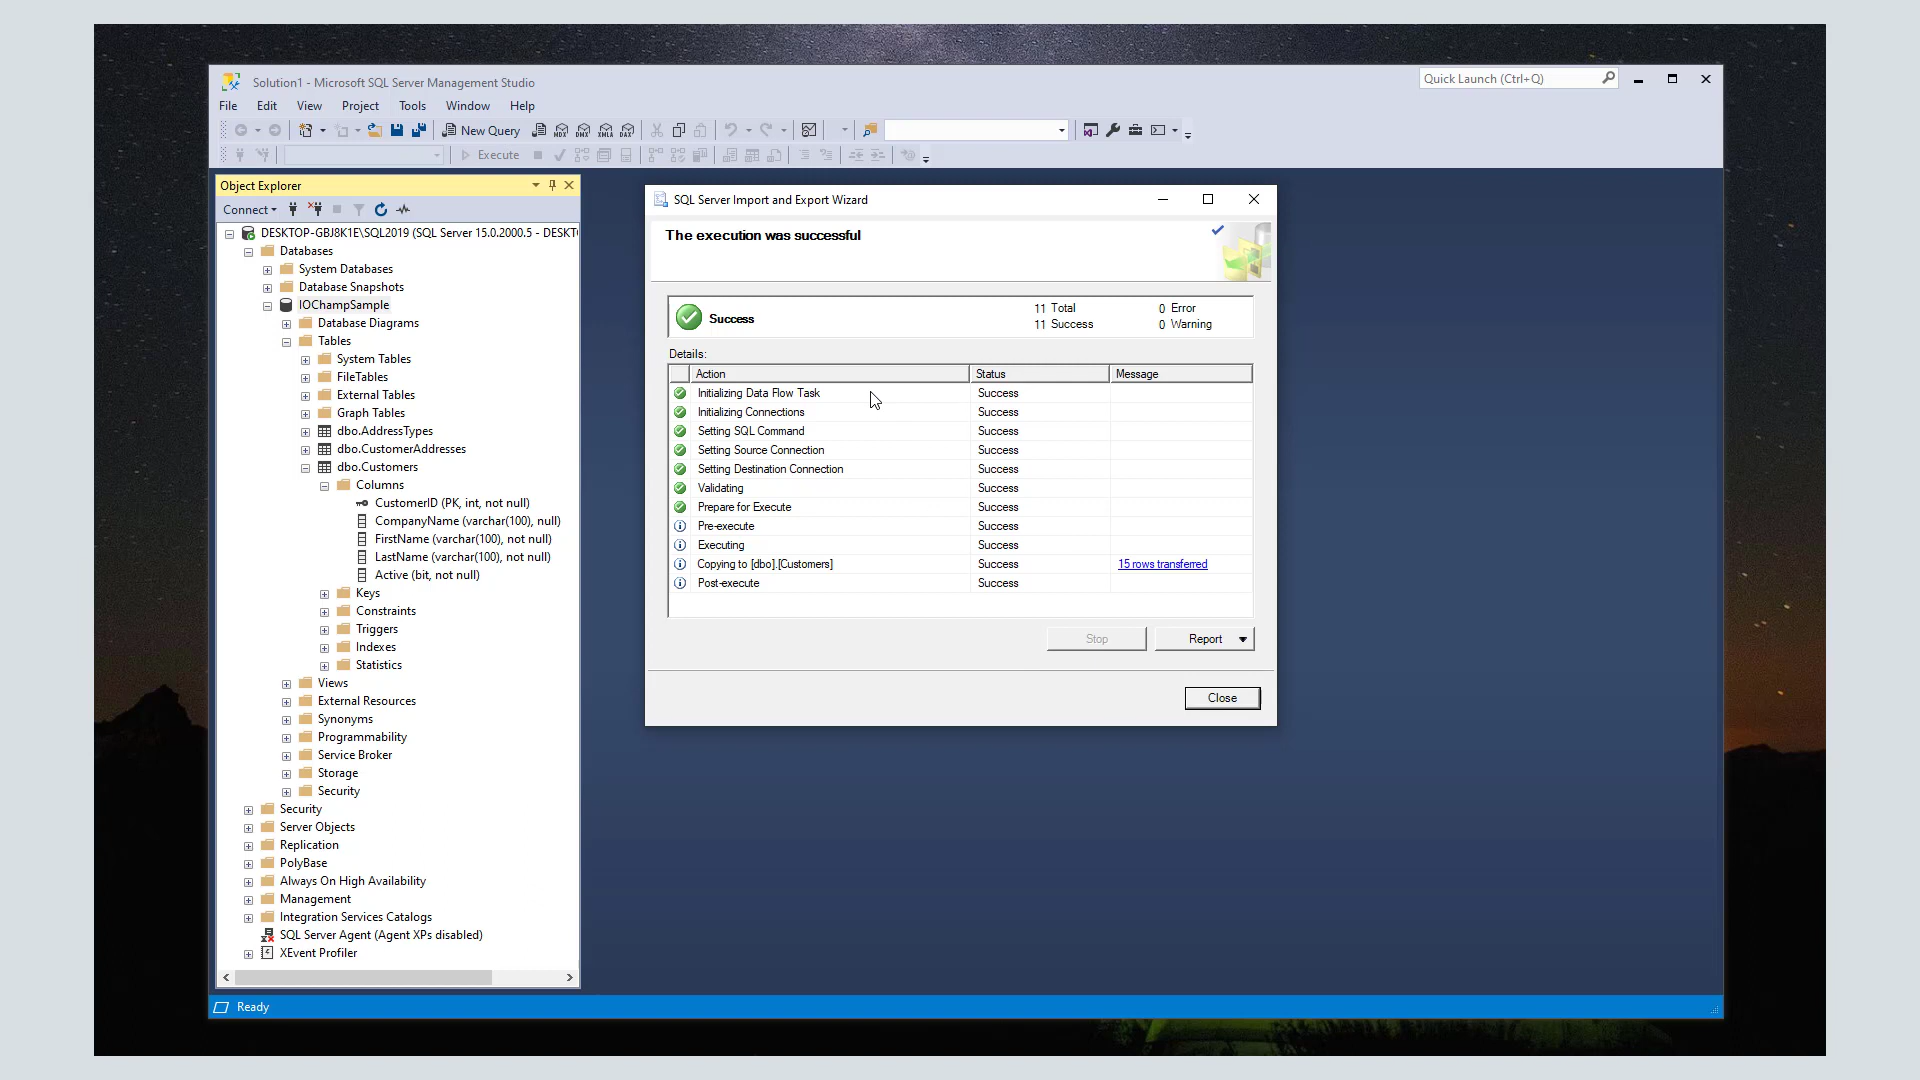 Solution1 - Microsoft SQL Server Management Studio
Quick Launch (Ctrl+Q)
File Edit View Project Tools Window Help
New Query MDX DMX XMLA DAX
Execute
Object Explorer
Connect
DESKTOP-GBJ8K1E\SQL2019 (SQL Server 15.0.2000.5 - DESKT
Databases
System Databases
Database Snapshots
IOChampSample
Database Diagrams
Tables
System Tables
FileTables
External Tables
Graph Tables
dbo.AddressTypes
dbo.CustomerAddresses
dbo.Customers
Columns
CustomerID (PK, int, not null)
CompanyName (varchar(100), null)
FirstName (varchar(100), not null)
LastName (varchar(100), not null)
Active (bit, not null)
Keys
Constraints
Triggers
Indexes
Statistics
Views
External Resources
Synonyms
Programmability
Service Broker
Storage
Security
Security
Server Objects
Replication
PolyBase
Always On High Availability
Management
Integration Services Catalogs
SQL Server Agent (Agent XPs disabled)
XEvent Profiler
SQL Server Import and Export Wizard
The execution was successful
Success
11 Total 0 Error
11 Success 0 Warning
Details:
Action Status Message
Initializing Data Flow Task Success
Initializing Connections Success
Setting SQL Command Success
Setting Source Connection Success
Setting Destination Connection Success
Validating Success
Prepare for Execute Success
Pre-execute Success
Executing Success
Copying to [dbo].[Customers] Success 15 rows transferred
Post-execute Success
Stop Report
Close
Ready